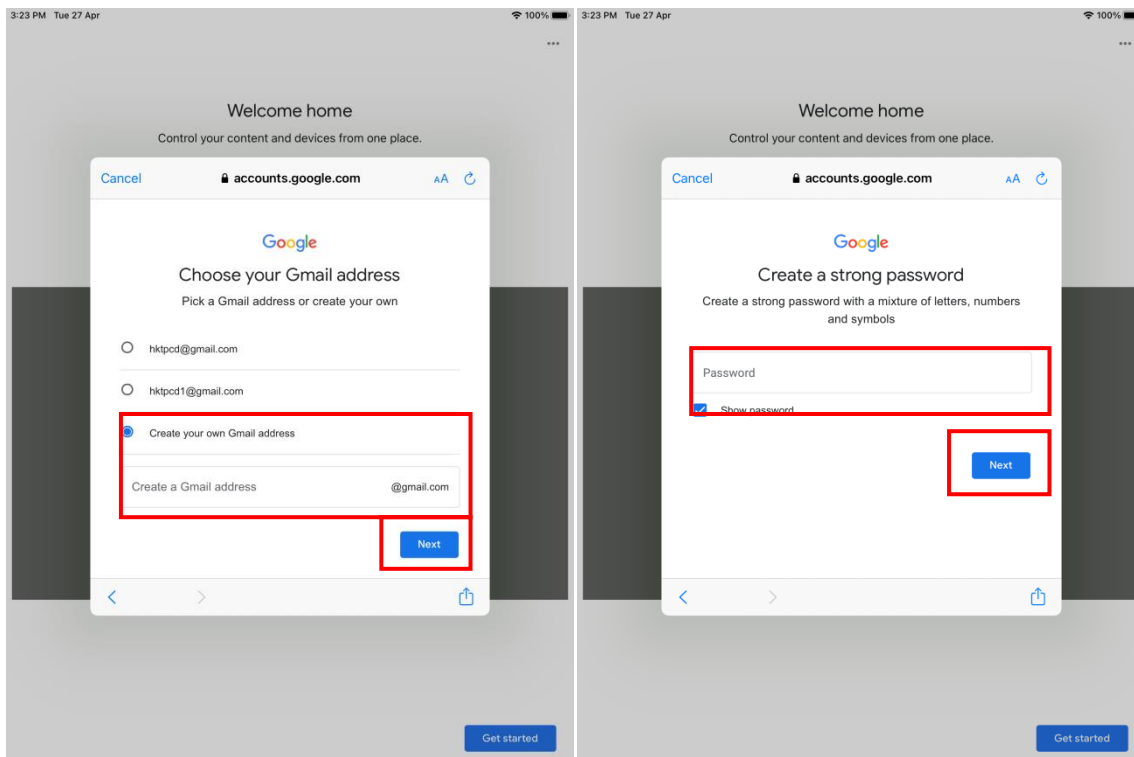 3:23 PM Tue 27 Apr
100%
Welcome home
Control your content and devices from one place.
Cancel
accounts.google.com
AA
Google
Choose your Gmail address
Pick a Gmail address or create your own
hktpcd@gmail.com
hktpcd1@gmail.com
Create your own Gmail address
Create a Gmail address @gmail.com
Next
Get started
3:23 PM Tue 27 Apr
100%
Welcome home
Control your content and devices from one place.
Cancel
accounts.google.com
AA
Google
Create a strong password
Create a strong password with a mixture of letters, numbers
and symbols
Password
Show password
Next
Get started